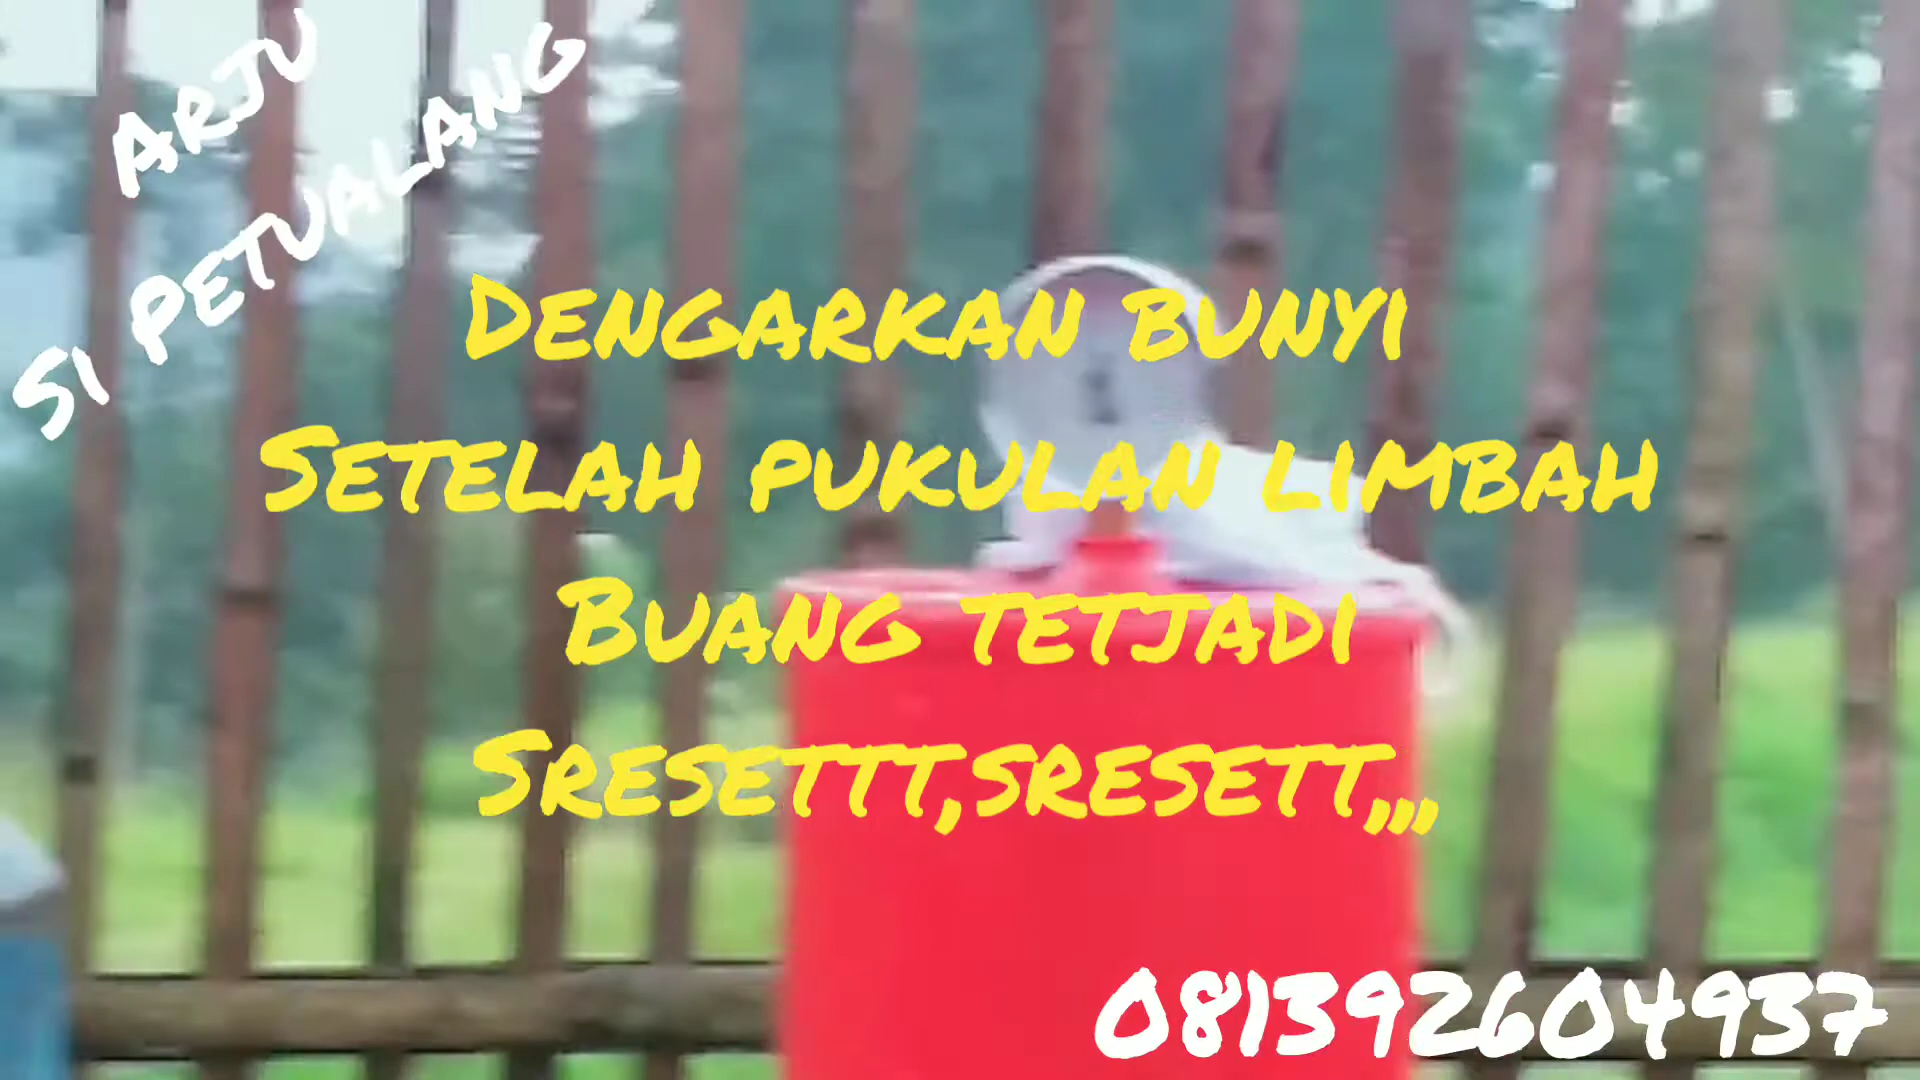 Arju
Si Petualang
Dengarkan bunyi
Setelah pukulan limbah
Buang tetjadi
Sresettt,sresett,,,
081392604937